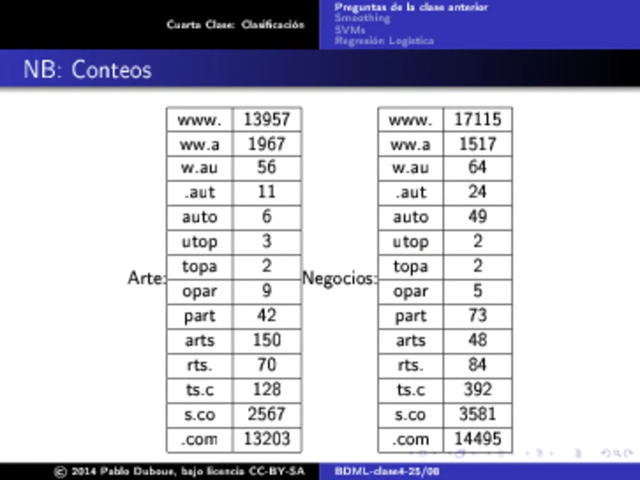 Cuarta Clase: Clasificación
Preguntas de la clase anterior
Smoothing
SVMs
Regresión Logística
NB: Conteos
Arte:
www. 13957
ww.a 1967
w.au 56
.aut 11
auto 6
utop 3
topa 2
opar 9
part 42
arts 150
rts. 70
ts.c 128
s.co 2567
.com 13203
Negocios:
www. 17115
ww.a 1517
w.au 64
.aut 24
auto 49
utop 2
topa 2
opar 5
part 73
arts 48
rts. 84
ts.c 392
s.co 3581
.com 14495
© 2014 Pablo Duboue, bajo licencia CC-BY-SA
BDML-clase4-25/08